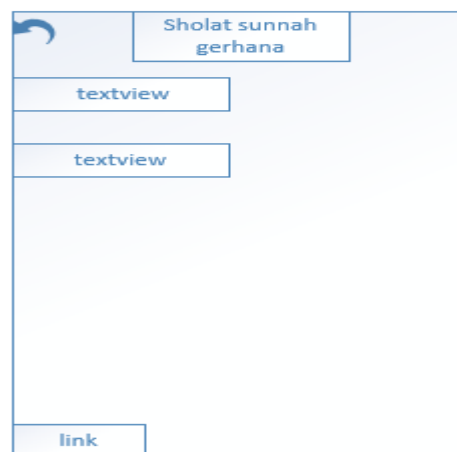 Sholat sunnah
gerhana
textview
textview
link